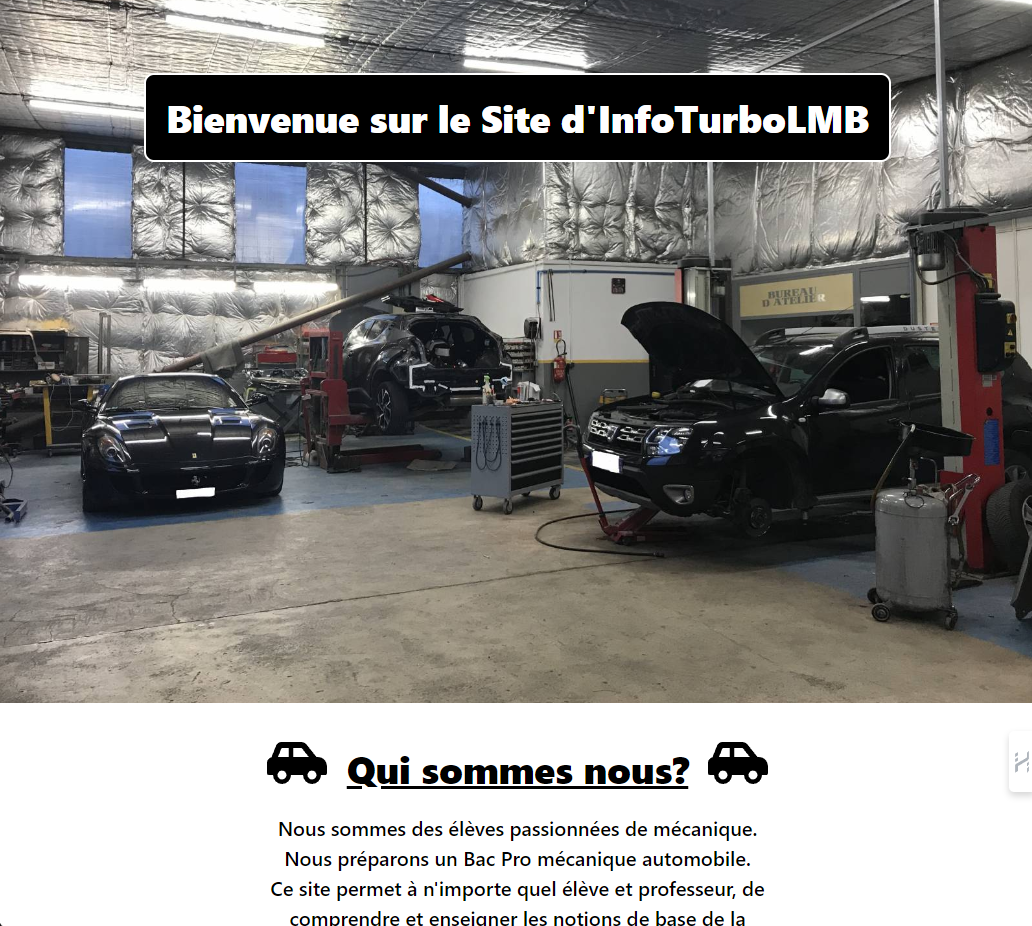 Bienvenue sur le Site d'InfoTurboLMB
BUREAU
D'ATELIER
DUSTER
Qui sommes nous?
Nous sommes des élèves passionnées de mécanique.
Nous préparons un Bac Pro mécanique automobile.
Ce site permet à n'importe quel élève et professeur, de
comprendre et enseigner les notions de base de la